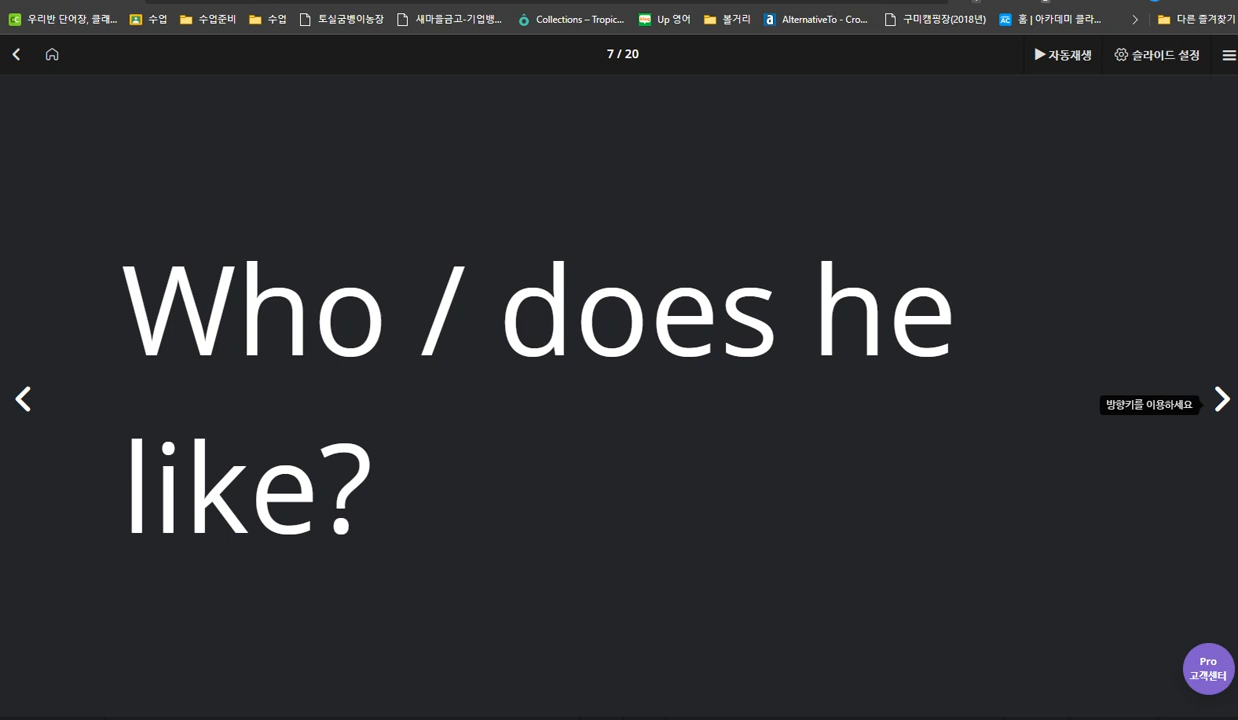 우리반 단어장, 클래... 수업 수업준비 수업 토실굼벵이농장 새마을금고-기업뱅... Collections – Tropic... Up 영어 볼거리 AlternativeTo - Cro... 구미캠핑장(2018년) 홈 | 아카데미 클라... 다른 즐겨찾기
7 / 20 자동재생 슬라이드 설정
Who / does he
방향키를 이용하세요
like?
Pro
고객센터